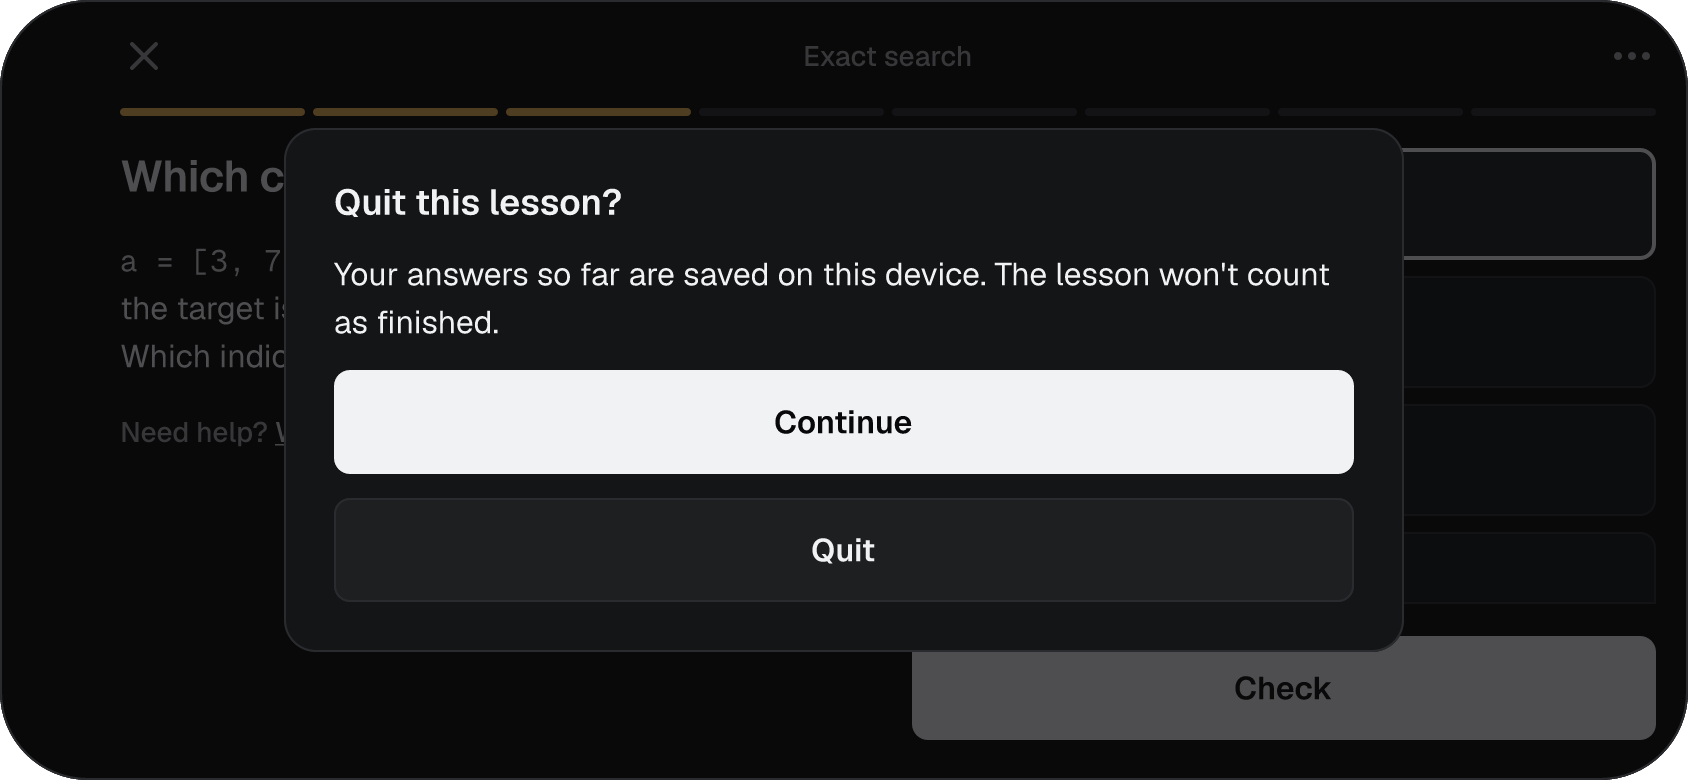 Exact search
Which
a = [3, 7
the target
Which
Need help?
Quit this lesson?
Your answers so far are saved on this device. The lesson won't count
as finished.
Continue
Quit
Check